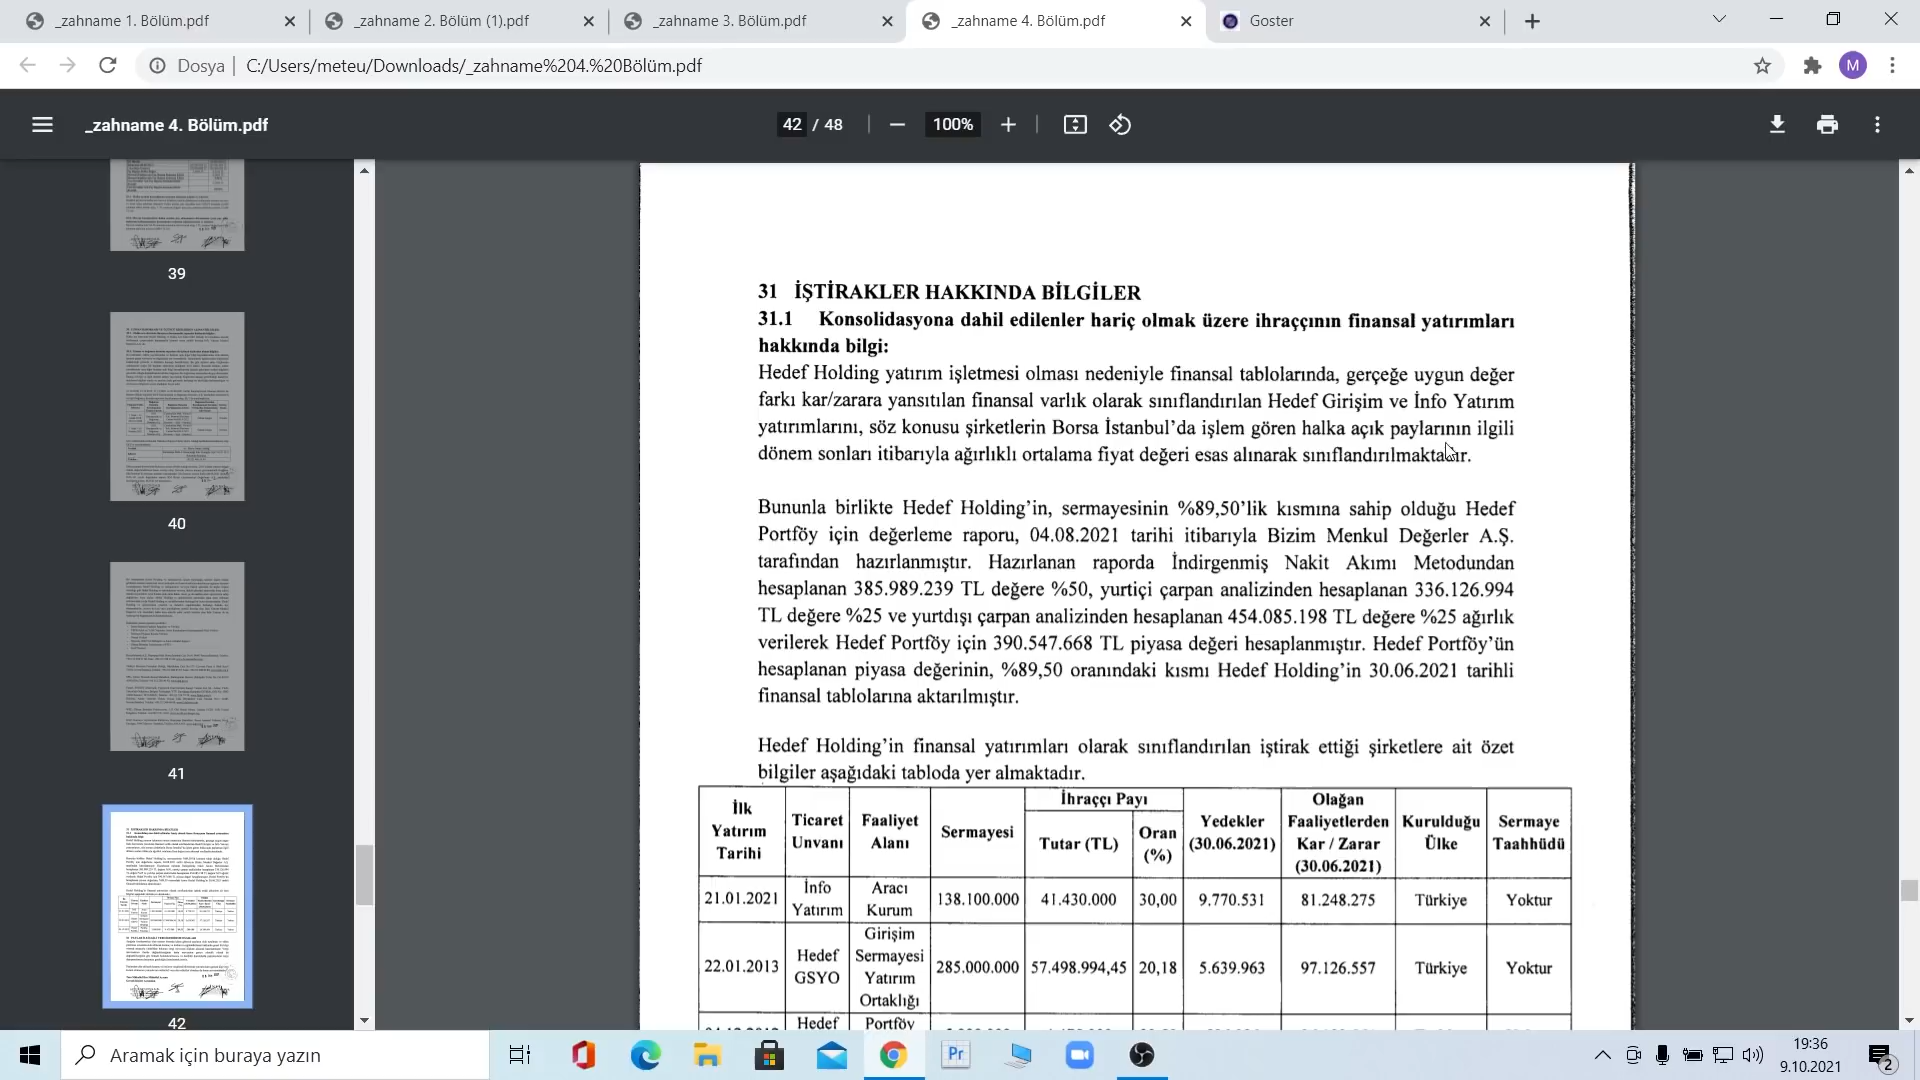 _zahname 1. Bölüm.pdf
_zahname 2. Bölüm (1).pdf
_zahname 3. Bölüm.pdf
_zahname 4. Bölüm.pdf
Goster
Dosya
C:/Users/meteu/Downloads/_zahname%204.%20Bölüm.pdf
M
_zahname 4. Bölüm.pdf
42 / 48
100%
39
40
41
42
31 İŞTİRAKLER HAKKINDA BİLGİLER
31.1 Konsolidasyona dahil edilenler hariç olmak üzere ihraççının finansal yatırımları
hakkında bilgi:
Hedef Holding yatırım işletmesi olması nedeniyle finansal tablolarında, gerçeğe uygun değer
farkı kar/zarara yansıtılan finansal varlık olarak sınıflandırılan Hedef Girişim ve İnfo Yatırım
yatırımlarını, söz konusu şirketlerin Borsa İstanbul'da işlem gören halka açık paylarının ilgili
dönem sonları itibarıyla ağırlıklı ortalama fiyat değeri esas alınarak sınıflandırılmaktadır.
Bununla birlikte Hedef Holding'in, sermayesinin %89,50'lik kısmına sahip olduğu Hedef
Portföy için değerleme raporu, 04.08.2021 tarihi itibarıyla Bizim Menkul Değerler A.Ş.
tarafından hazırlanmıştır. Hazırlanan raporda İndirgenmiş Nakit Akımı Metodundan
hesaplanan 385.989.239 TL değere %50, yurtiçi çarpan analizinden hesaplanan 336.126.994
TL değere %25 ve yurtdışı çarpan analizinden hesaplanan 454.085.198 TL değere %25 ağırlık
verilerek Hedef Portföy için 390.547.668 TL piyasa değeri hesaplanmıştır. Hedef Portföy'ün
hesaplanan piyasa değerinin, %89,50 oranındaki kısmı Hedef Holding'in 30.06.2021 tarihli
finansal tablolarına aktarılmıştır.
Hedef Holding'in finansal yatırımları olarak sınıflandırılan iştirak ettiği şirketlere ait özet
bilgiler aşağıdaki tabloda yer almaktadır.
İlk Yatırım Tarihi Ticaret Unvanı Faaliyet Alanı Sermayesi İhraççı Payı Tutar (TL) Oran (%) Yedekler (30.06.2021) Olağan Faaliyetlerden Kar / Zarar (30.06.2021) Kurulduğu Ülke Sermaye Taahhüdü
21.01.2021 İnfo Yatırım Aracı Kurum 138.100.000 41.430.000 30,00 9.770.531 81.248.275 Türkiye Yoktur
22.01.2013 Hedef GSYO Girişim Sermayesi Yatırım Ortaklığı 285.000.000 57.498.994,45 20,18 5.639.963 97.126.557 Türkiye Yoktur
Hedef Portföy
Aramak için buraya yazın
Pr
19:36
9.10.2021
2